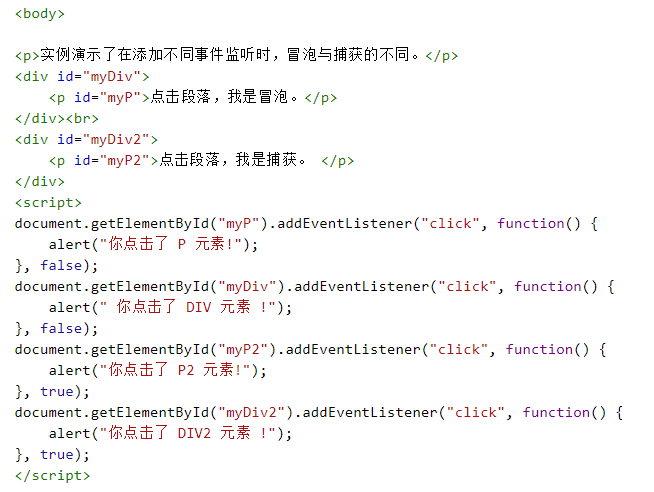 <body>
<p>实例演示了在添加不同事件监听时，冒泡与捕获的不同。</p>
<div id="myDiv">
    <p id="myP">点击段落，我是冒泡。</p>
</div><br>
<div id="myDiv2">
    <p id="myP2">点击段落，我是捕获。 </p>
</div>
<script>
document.getElementById("myP").addEventListener("click", function() {
    alert("你点击了 P 元素!");
}, false);
document.getElementById("myDiv").addEventListener("click", function() {
    alert(" 你点击了 DIV 元素 !");
}, false);
document.getElementById("myP2").addEventListener("click", function() {
    alert("你点击了 P2 元素!");
}, true);
document.getElementById("myDiv2").addEventListener("click", function() {
    alert("你点击了 DIV2 元素 !");
}, true);
</script>